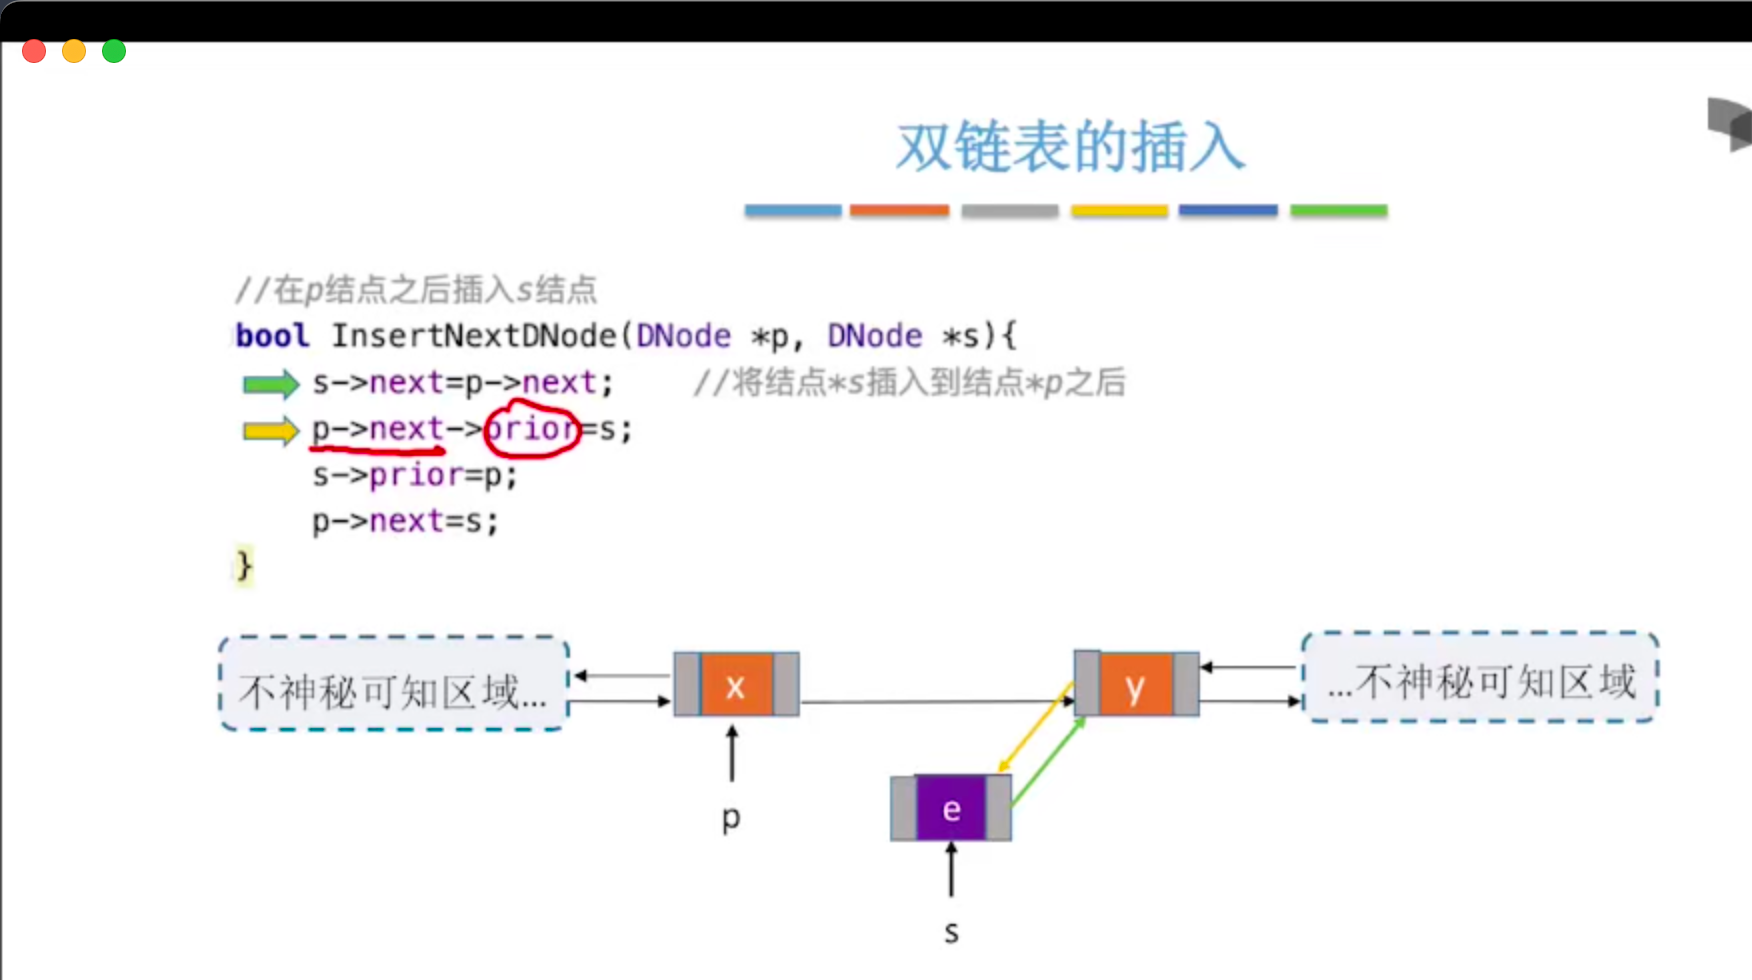 双链表的插入
//在p结点之后插入s结点
bool InsertNextDNode(DNode *p, DNode *s){
s->next=p->next; //将结点*s插入到结点*p之后
p->next->prior=s;
s->prior=p;
p->next=s;
}
不神秘可知区域...
x
y
...不神秘可知区域
p
e
s